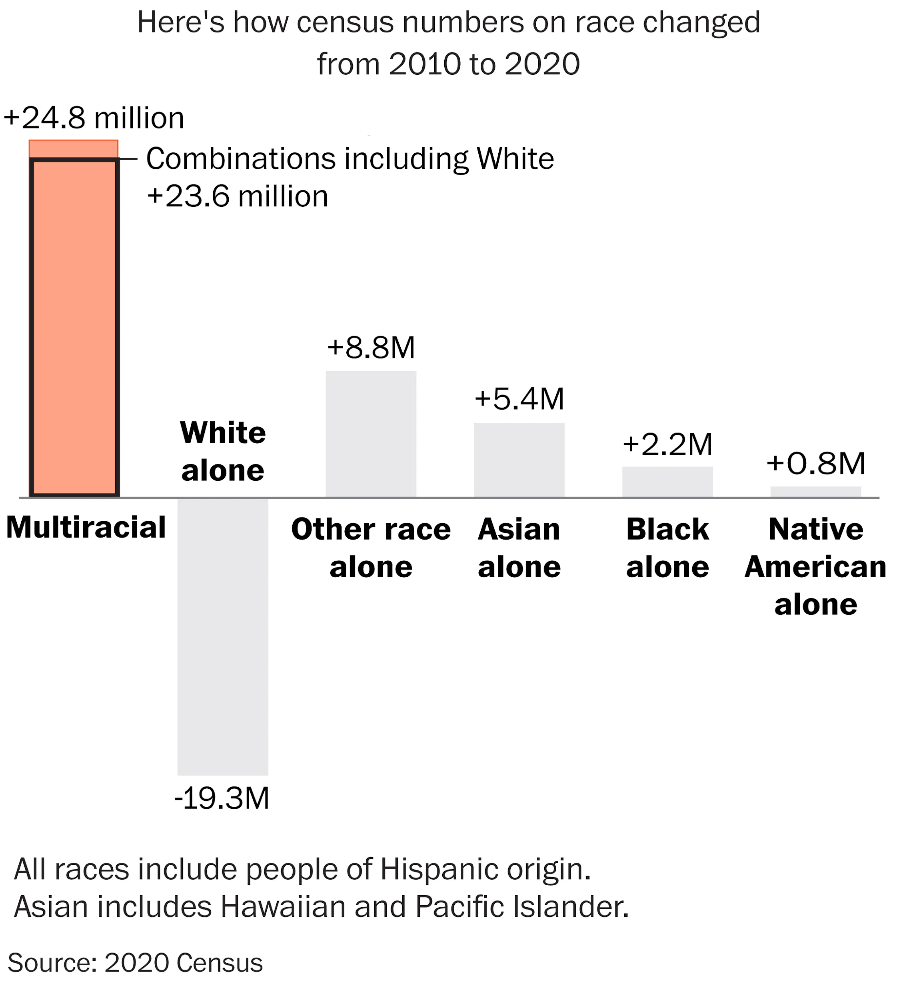 Here's how census numbers on race changed
from 2010 to 2020
+24.8 million
Combinations including White
+23.6 million
+8.8M
+5.4M
+2.2M
+0.8M
White
alone
Multiracial
Other race
alone
Asian
alone
Black
alone
Native
American
alone
-19.3M
All races include people of Hispanic origin.
Asian includes Hawaiian and Pacific Islander.
Source: 2020 Census